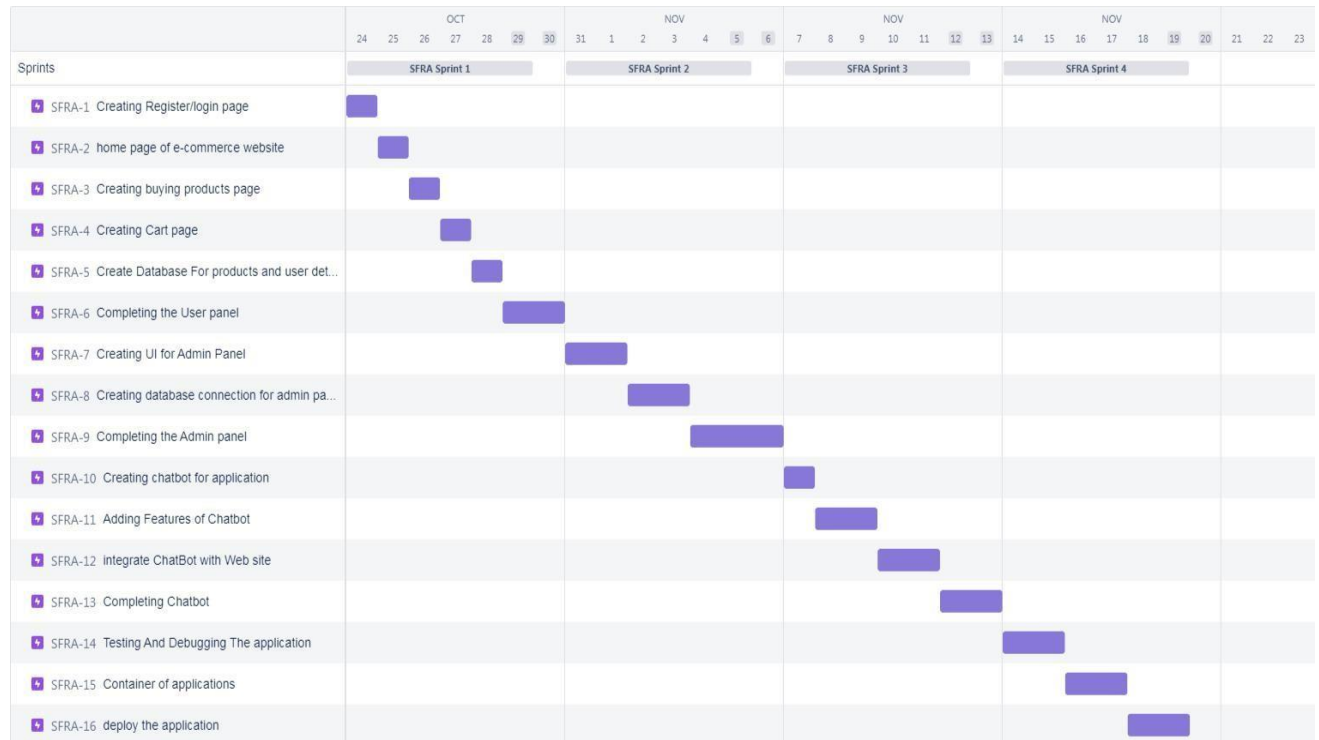 OCT NOV NOV NOV
24 25 26 27 28 29 30 31 1 2 3 4 5 6 7 8 9 10 11 12 13 14 15 16 17 18 19 20 21 22 23
Sprints SFRA Sprint 1 SFRA Sprint 2 SFRA Sprint 3 SFRA Sprint 4
SFRA-1 Creating Register/login page
SFRA-2 home page of e-commerce website
SFRA-3 Creating buying products page
SFRA-4 Creating Cart page
SFRA-5 Create Database For products and user det...
SFRA-6 Completing the User panel
SFRA-7 Creating UI for Admin Panel
SFRA-8 Creating database connection for admin pa...
SFRA-9 Completing the Admin panel
SFRA-10 Creating chatbot for application
SFRA-11 Adding Features of Chatbot
SFRA-12 integrate ChatBot with Web site
SFRA-13 Completing Chatbot
SFRA-14 Testing And Debugging The application
SFRA-15 Container of applications
SFRA-16 deploy the application